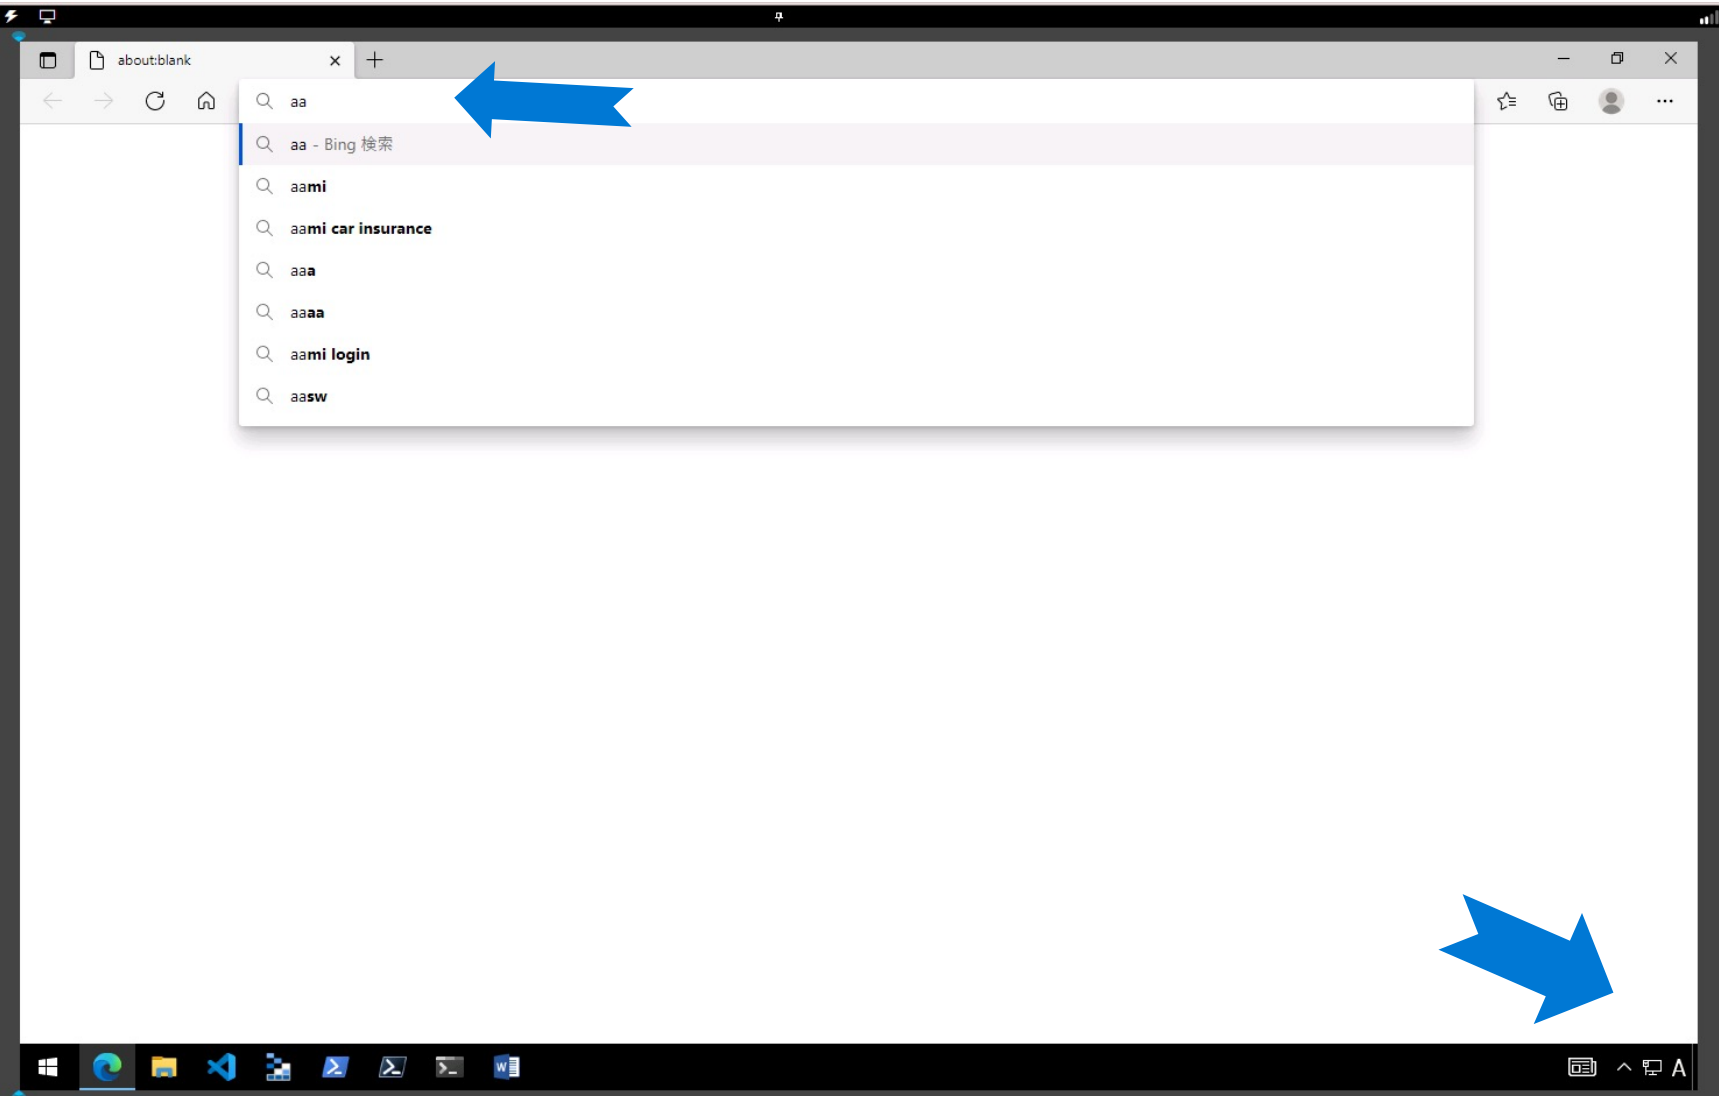 about:blank
aa
aa - Bing 検索
aami
aami car insurance
aaa
aaaa
aami login
aasw
A